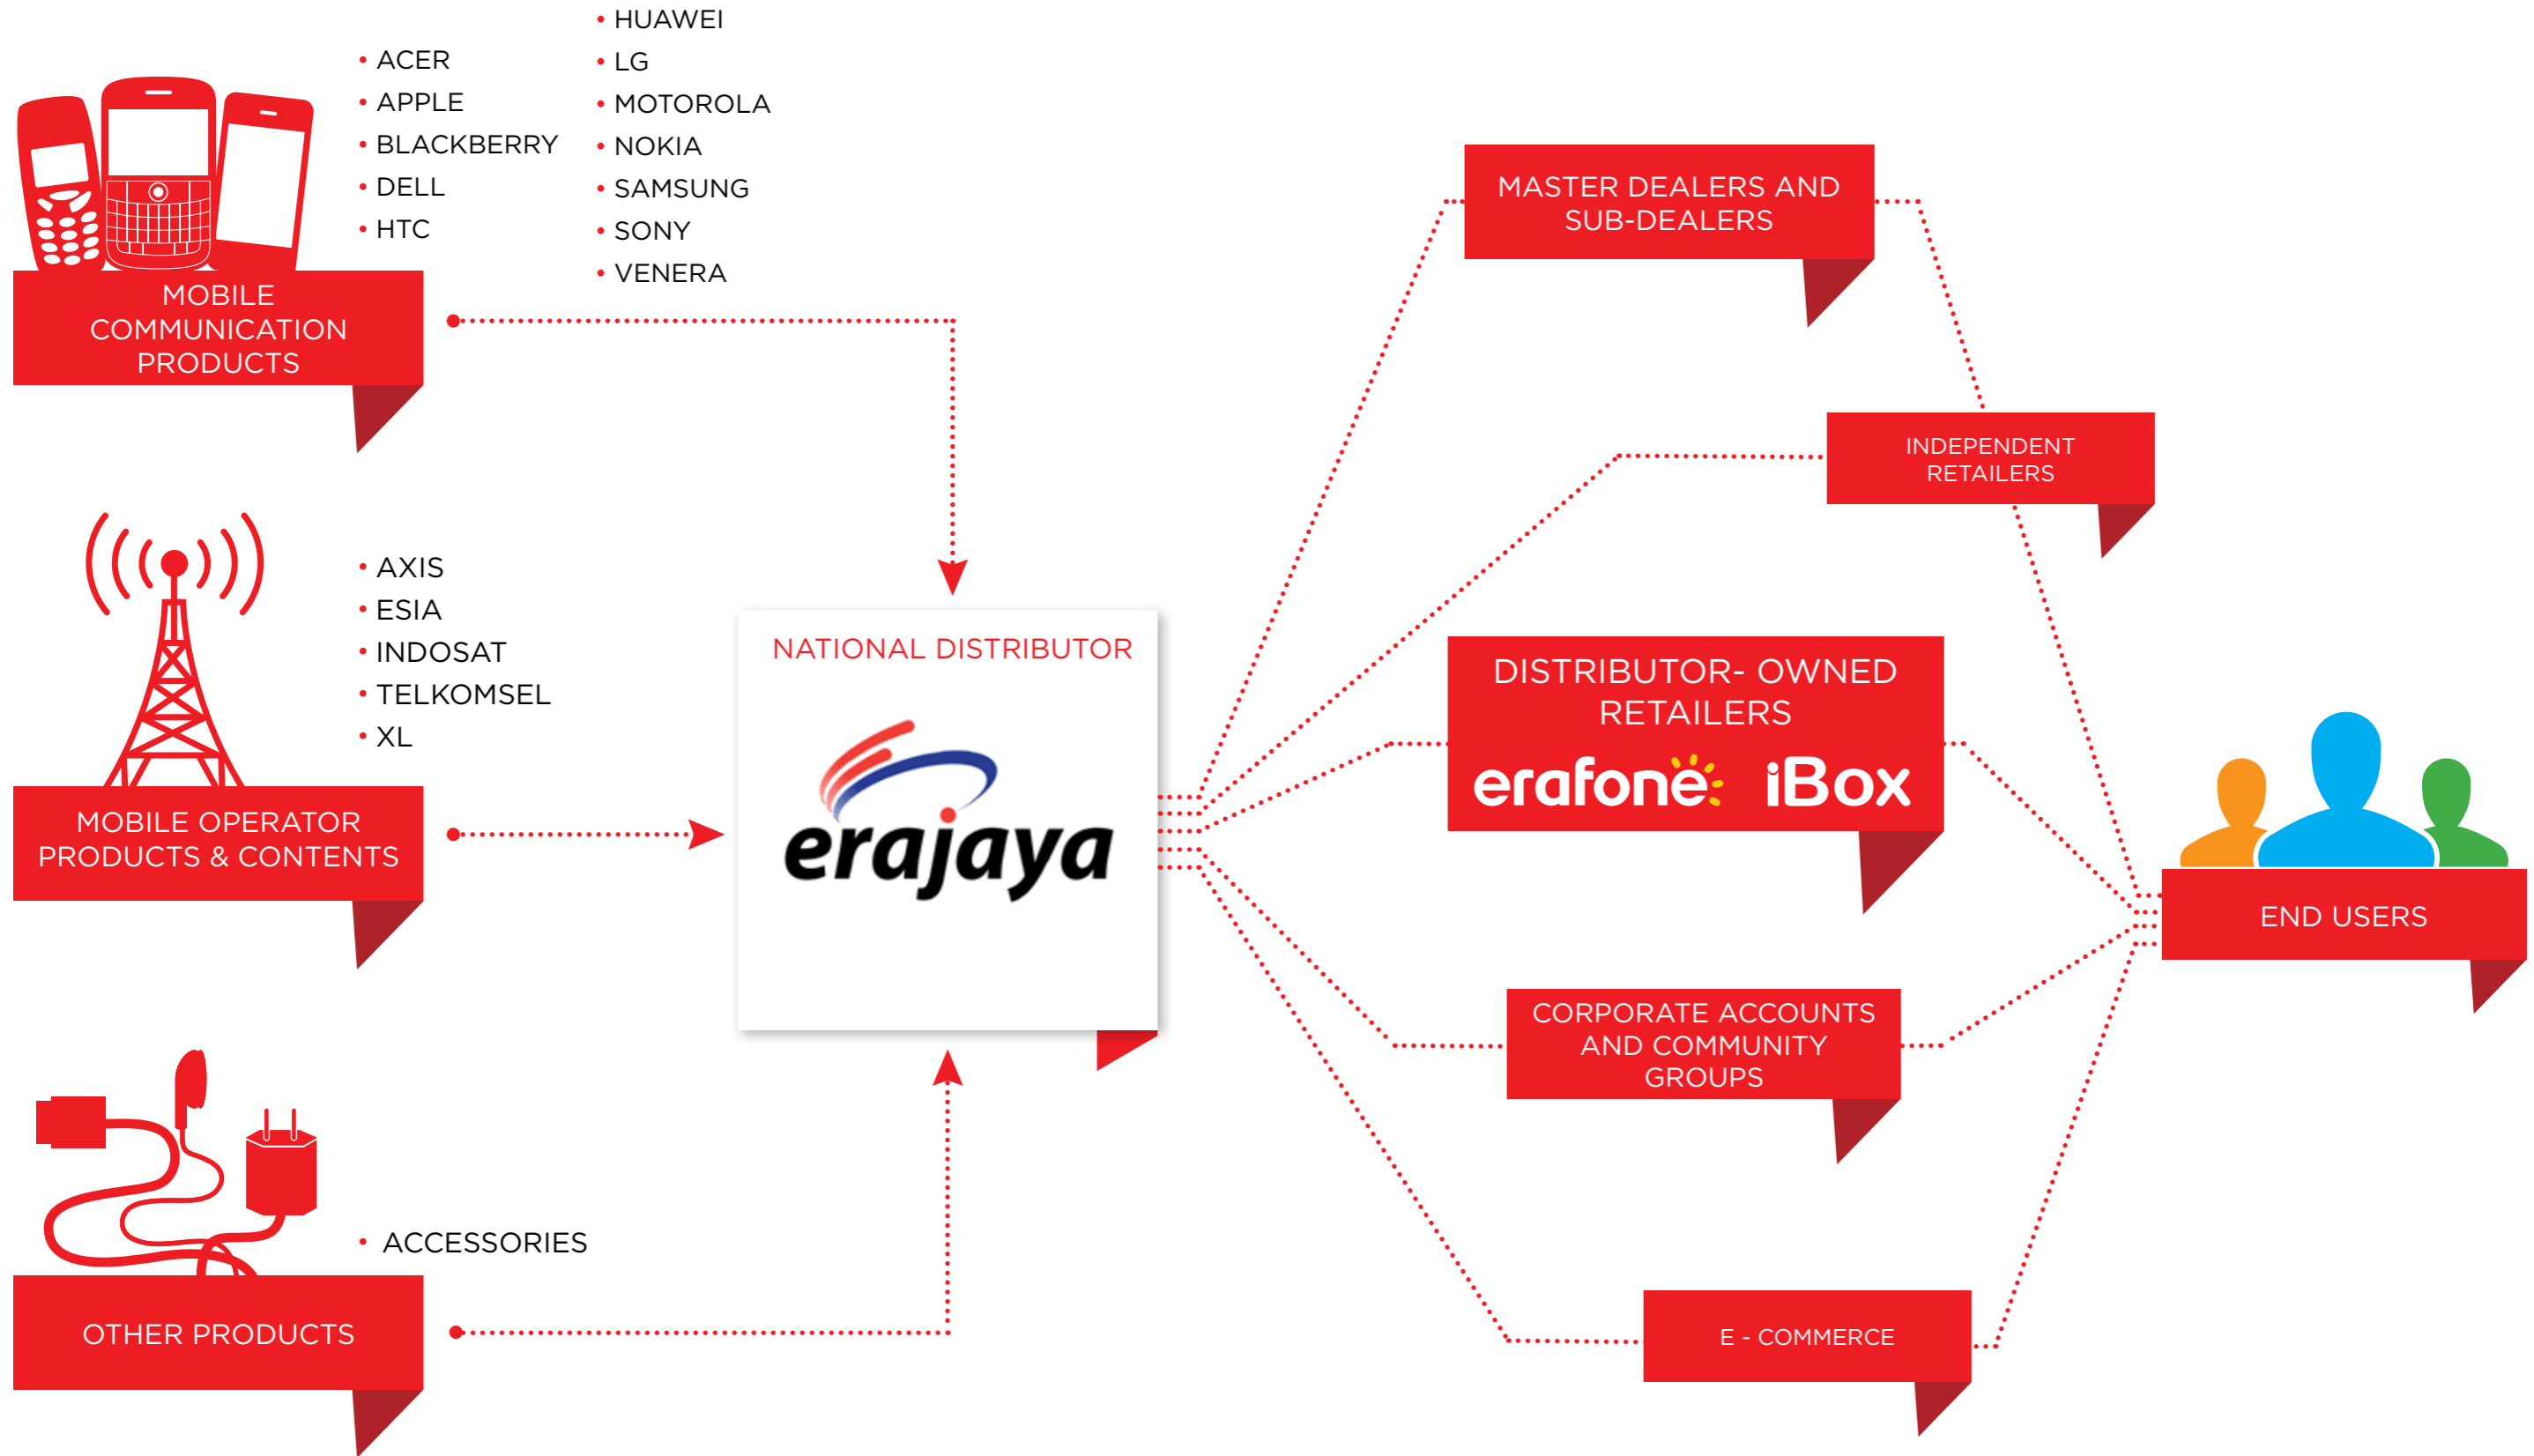 • ACER
• APPLE
• BLACKBERRY
• DELL
• HTC
• HUAWEI
• LG
• MOTOROLA
• NOKIA
• SAMSUNG
• SONY
• VENERA
MOBILE
COMMUNICATION
PRODUCTS
• AXIS
• ESIA
• INDOSAT
• TELKOMSEL
• XL
MOBILE OPERATOR
PRODUCTS & CONTENTS
• ACCESSORIES
OTHER PRODUCTS
NATIONAL DISTRIBUTOR
erajaya
MASTER DEALERS AND
SUB-DEALERS
INDEPENDENT
RETAILERS
DISTRIBUTOR- OWNED
RETAILERS
erafone iBox
CORPORATE ACCOUNTS
AND COMMUNITY
GROUPS
E - COMMERCE
END USERS